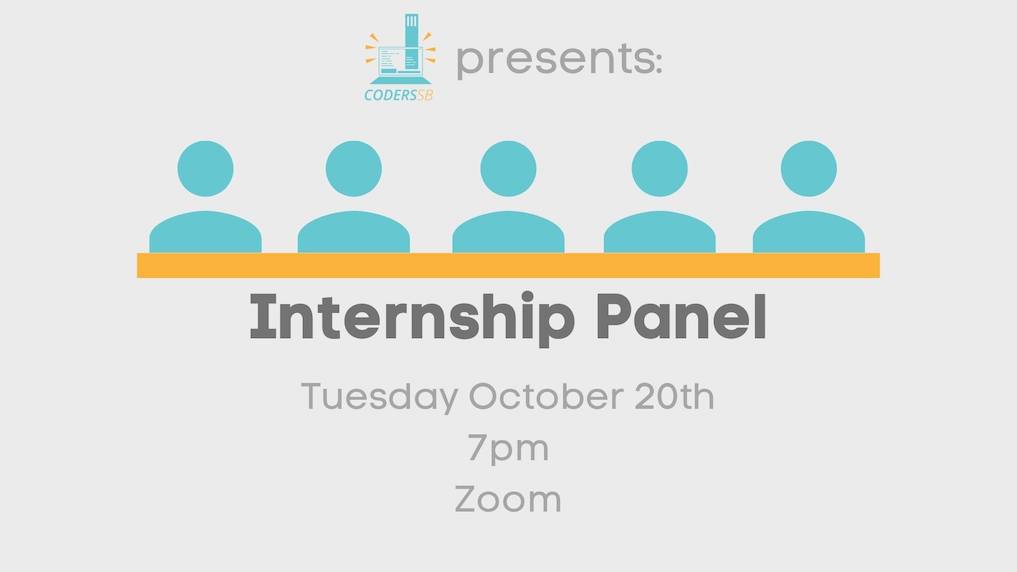 presents:
CODERSSB
Internship Panel
Tuesday October 20th
7pm
Zoom